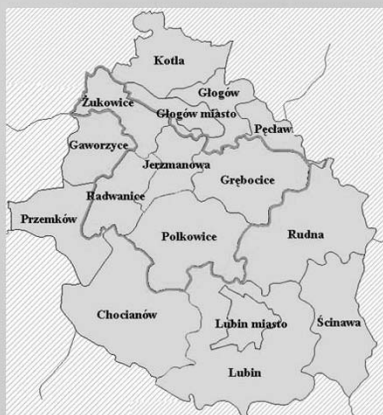 Kotla
Głogów
Żukowice
Głogów miasto
Pęcław
Gaworzyce
Jerzmanowa
Grębocice
Radwanice
Przemków
Polkowice
Rudna
Chocianów
Lubin miasto
Ścinawa
Lubin